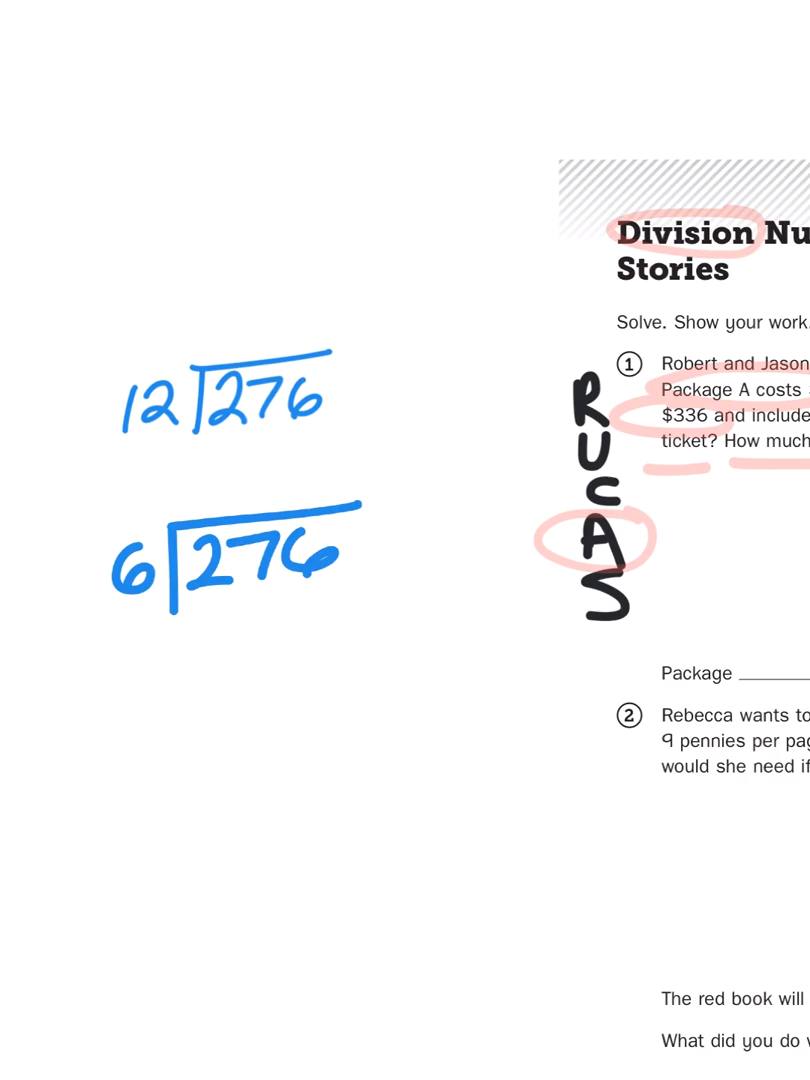 12 276
6 276
Division Nu
Stories
Solve. Show your work.
1 Robert and Jason
Package A costs
$336 and include
ticket? How much
R
U
C
A
S
Package
2 Rebecca wants to
9 pennies per pag
would she need if
The red book will
What did you do